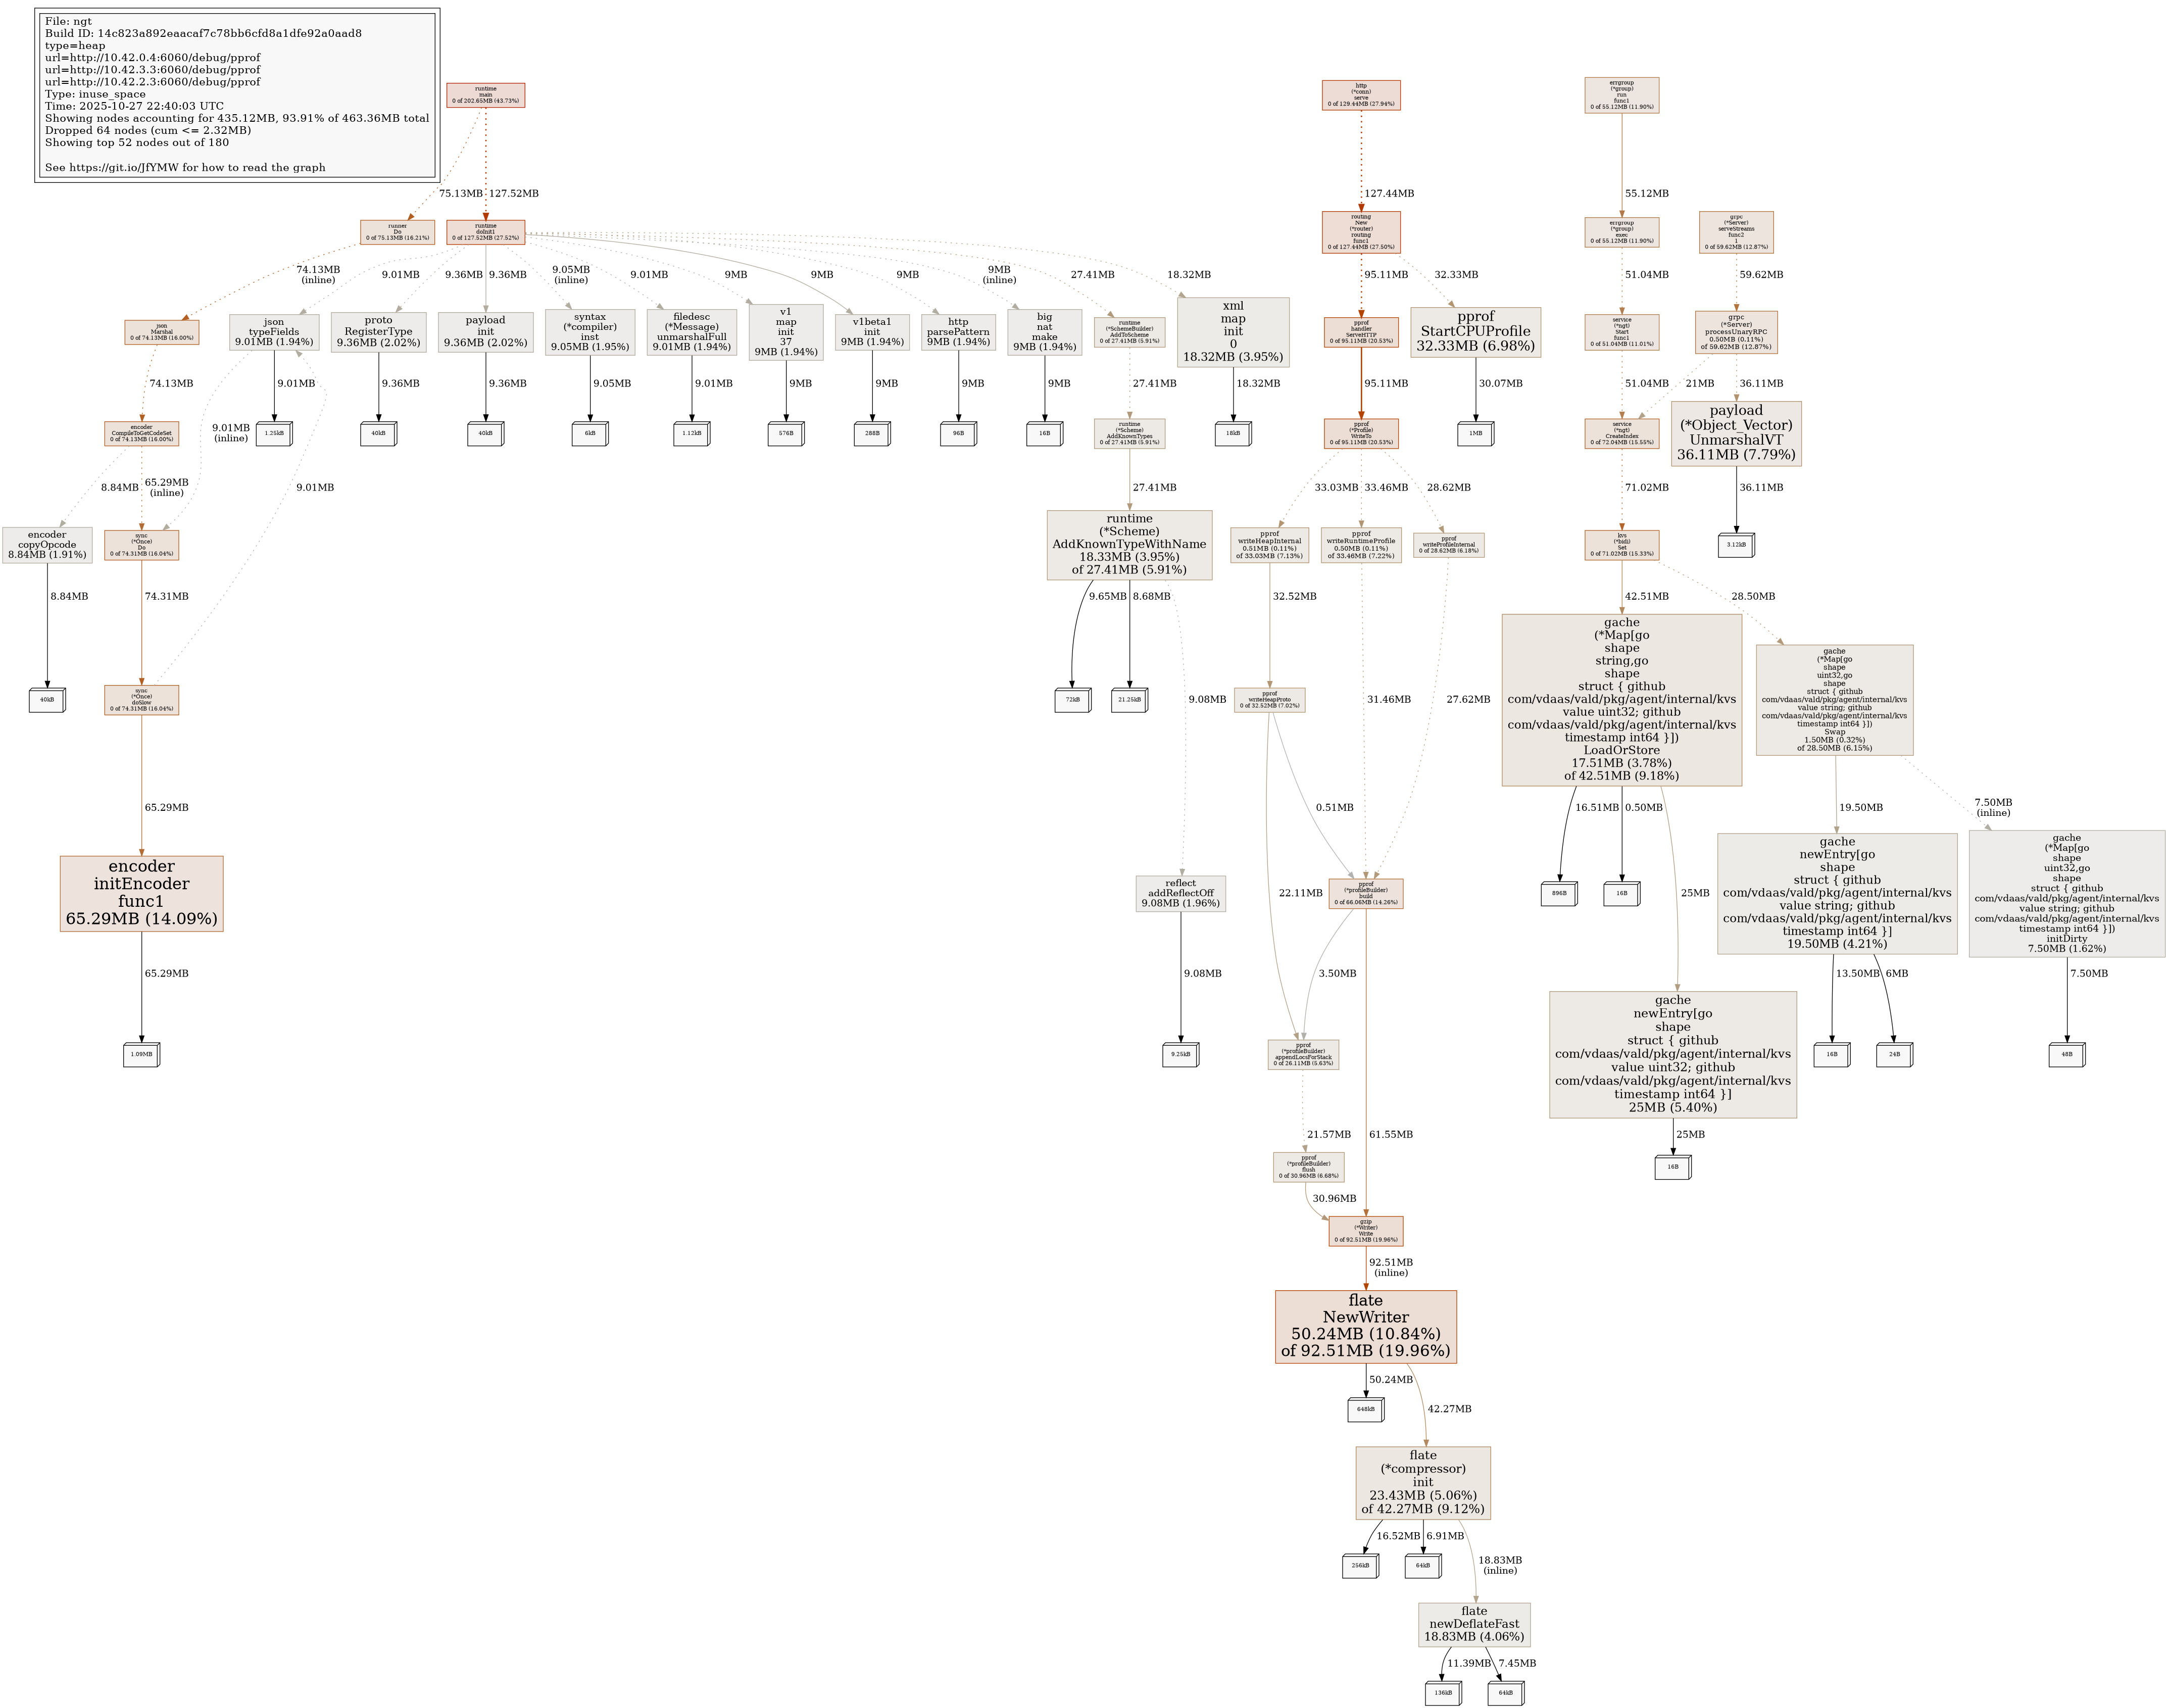 File: ngt
Build ID: 14c823a892eaacaf7c78bb6cfd8a1dfe92a0aad8
type=heap
url=http://10.42.0.4:6060/debug/pprof
url=http://10.42.3.3:6060/debug/pprof
url=http://10.42.2.3:6060/debug/pprof
Type: inuse_space
Time: 2025-10-27 22:40:03 UTC
Showing nodes accounting for 435.12MB, 93.91% of 463.36MB total
Dropped 64 nodes (cum <= 2.32MB)
Showing top 52 nodes out of 180
See https://git.io/JfYMW for how to read the graph
runtime
main
0 of 202.65MB (43.73%)
http
(*conn)
serve
0 of 129.44MB (27.94%)
errgroup
(*group)
run
func1
0 of 55.12MB (11.90%)
75.13MB
127.52MB
127.44MB
55.12MB
runner
Do
0 of 75.13MB (16.21%)
runtime
doInit1
0 of 127.52MB (27.52%)
routing
New
(*router)
routing
func1
0 of 127.44MB (27.50%)
errgroup
(*group)
exec
0 of 55.12MB (11.90%)
grpc
(*Server)
serveStreams
func2
1
0 of 59.62MB (12.87%)
74.13MB
(inline)
9.01MB
9.36MB
9.36MB
9.05MB
(inline)
9.01MB
9MB
9MB
9MB
9MB
(inline)
27.41MB
18.32MB
95.11MB
32.33MB
51.04MB
59.62MB
json
Marshal
0 of 74.13MB (16.00%)
json
typeFields
9.01MB (1.94%)
proto
RegisterType
9.36MB (2.02%)
payload
init
9.36MB (2.02%)
syntax
(*compiler)
inst
9.05MB (1.95%)
filedesc
(*Message)
unmarshalFull
9.01MB (1.94%)
v1
map
init
37
9MB (1.94%)
v1beta1
init
9MB (1.94%)
http
parsePattern
9MB (1.94%)
big
nat
make
9MB (1.94%)
runtime
(*SchemeBuilder)
AddToScheme
0 of 27.41MB (5.91%)
xml
map
init
0
18.32MB (3.95%)
pprof
handler
ServeHTTP
0 of 95.11MB (20.53%)
pprof
StartCPUProfile
32.33MB (6.98%)
service
(*ngt)
Start
func1
0 of 51.04MB (11.01%)
grpc
(*Server)
processUnaryRPC
0.50MB (0.11%)
of 59.62MB (12.87%)
74.13MB
9.01MB
9.36MB
9.36MB
9.05MB
9.01MB
9MB
9MB
9MB
9MB
27.41MB
18.32MB
95.11MB
30.07MB
51.04MB
21MB
36.11MB
encoder
CompileToGetCodeSet
0 of 74.13MB (16.00%)
9.01MB
(inline)
1.25kB
40kB
40kB
6kB
1.12kB
576B
288B
96B
16B
runtime
(*Scheme)
AddKnownTypes
0 of 27.41MB (5.91%)
18kB
pprof
(*Profile)
WriteTo
0 of 95.11MB (20.53%)
1MB
service
(*ngt)
CreateIndex
0 of 72.04MB (15.55%)
payload
(*Object_Vector)
UnmarshalVT
36.11MB (7.79%)
8.84MB
65.29MB
(inline)
9.01MB
27.41MB
33.03MB
33.46MB
28.62MB
71.02MB
36.11MB
encoder
copyOpcode
8.84MB (1.91%)
sync
(*Once)
Do
0 of 74.31MB (16.04%)
runtime
(*Scheme)
AddKnownTypeWithName
18.33MB (3.95%)
of 27.41MB (5.91%)
pprof
writeHeapInternal
0.51MB (0.11%)
of 33.03MB (7.13%)
pprof
writeRuntimeProfile
0.50MB (0.11%)
of 33.46MB (7.22%)
pprof
writeProfileInternal
0 of 28.62MB (6.18%)
kvs
(*bidi)
Set
0 of 71.02MB (15.33%)
3.12kB
8.84MB
74.31MB
9.65MB
8.68MB
32.52MB
42.51MB
28.50MB
40kB
sync
(*Once)
doSlow
0 of 74.31MB (16.04%)
72kB
21.25kB
9.08MB
pprof
writeHeapProto
0 of 32.52MB (7.02%)
31.46MB
27.62MB
gache
(*Map[go
shape
string,go
shape
struct { github
com/vdaas/vald/pkg/agent/internal/kvs
value uint32; github
com/vdaas/vald/pkg/agent/internal/kvs
timestamp int64 }])
LoadOrStore
17.51MB (3.78%)
of 42.51MB (9.18%)
gache
(*Map[go
shape
uint32,go
shape
struct { github
com/vdaas/vald/pkg/agent/internal/kvs
value string; github
com/vdaas/vald/pkg/agent/internal/kvs
timestamp int64 }])
Swap
1.50MB (0.32%)
of 28.50MB (6.15%)
65.29MB
0.51MB
16.51MB
0.50MB
19.50MB
7.50MB
(inline)
encoder
initEncoder
func1
65.29MB (14.09%)
reflect
addReflectOff
9.08MB (1.96%)
22.11MB
pprof
(*profileBuilder)
build
0 of 66.06MB (14.26%)
896B
16B
25MB
gache
newEntry[go
shape
struct { github
com/vdaas/vald/pkg/agent/internal/kvs
value string; github
com/vdaas/vald/pkg/agent/internal/kvs
timestamp int64 }]
19.50MB (4.21%)
gache
(*Map[go
shape
uint32,go
shape
struct { github
com/vdaas/vald/pkg/agent/internal/kvs
value string; github
com/vdaas/vald/pkg/agent/internal/kvs
timestamp int64 }])
initDirty
7.50MB (1.62%)
65.29MB
9.08MB
3.50MB
13.50MB
6MB
7.50MB
1.09MB
9.25kB
pprof
(*profileBuilder)
appendLocsForStack
0 of 26.11MB (5.63%)
gache
newEntry[go
shape
struct { github
com/vdaas/vald/pkg/agent/internal/kvs
value uint32; github
com/vdaas/vald/pkg/agent/internal/kvs
timestamp int64 }]
25MB (5.40%)
16B
24B
48B
21.57MB
61.55MB
25MB
pprof
(*profileBuilder)
flush
0 of 30.96MB (6.68%)
16B
30.96MB
gzip
(*Writer)
Write
0 of 92.51MB (19.96%)
92.51MB
(inline)
flate
NewWriter
50.24MB (10.84%)
of 92.51MB (19.96%)
50.24MB
42.27MB
648kB
flate
(*compressor)
init
23.43MB (5.06%)
of 42.27MB (9.12%)
16.52MB
6.91MB
18.83MB
(inline)
256kB
64kB
flate
newDeflateFast
18.83MB (4.06%)
11.39MB
7.45MB
136kB
64kB